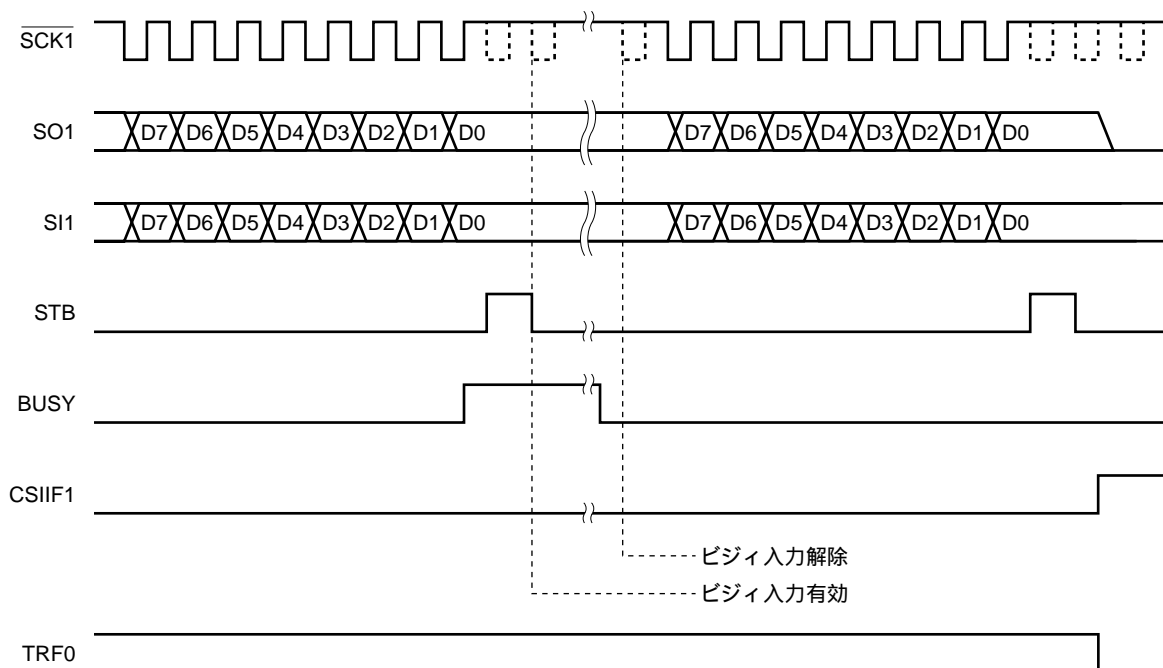 SCK1
SO1 D7 D6 D5 D4 D3 D2 D1 D0 D7 D6 D5 D4 D3 D2 D1 D0
SI1 D7 D6 D5 D4 D3 D2 D1 D0 D7 D6 D5 D4 D3 D2 D1 D0
STB
BUSY
CSIIF1
ビジィ入力解除
ビジィ入力有効
TRF0